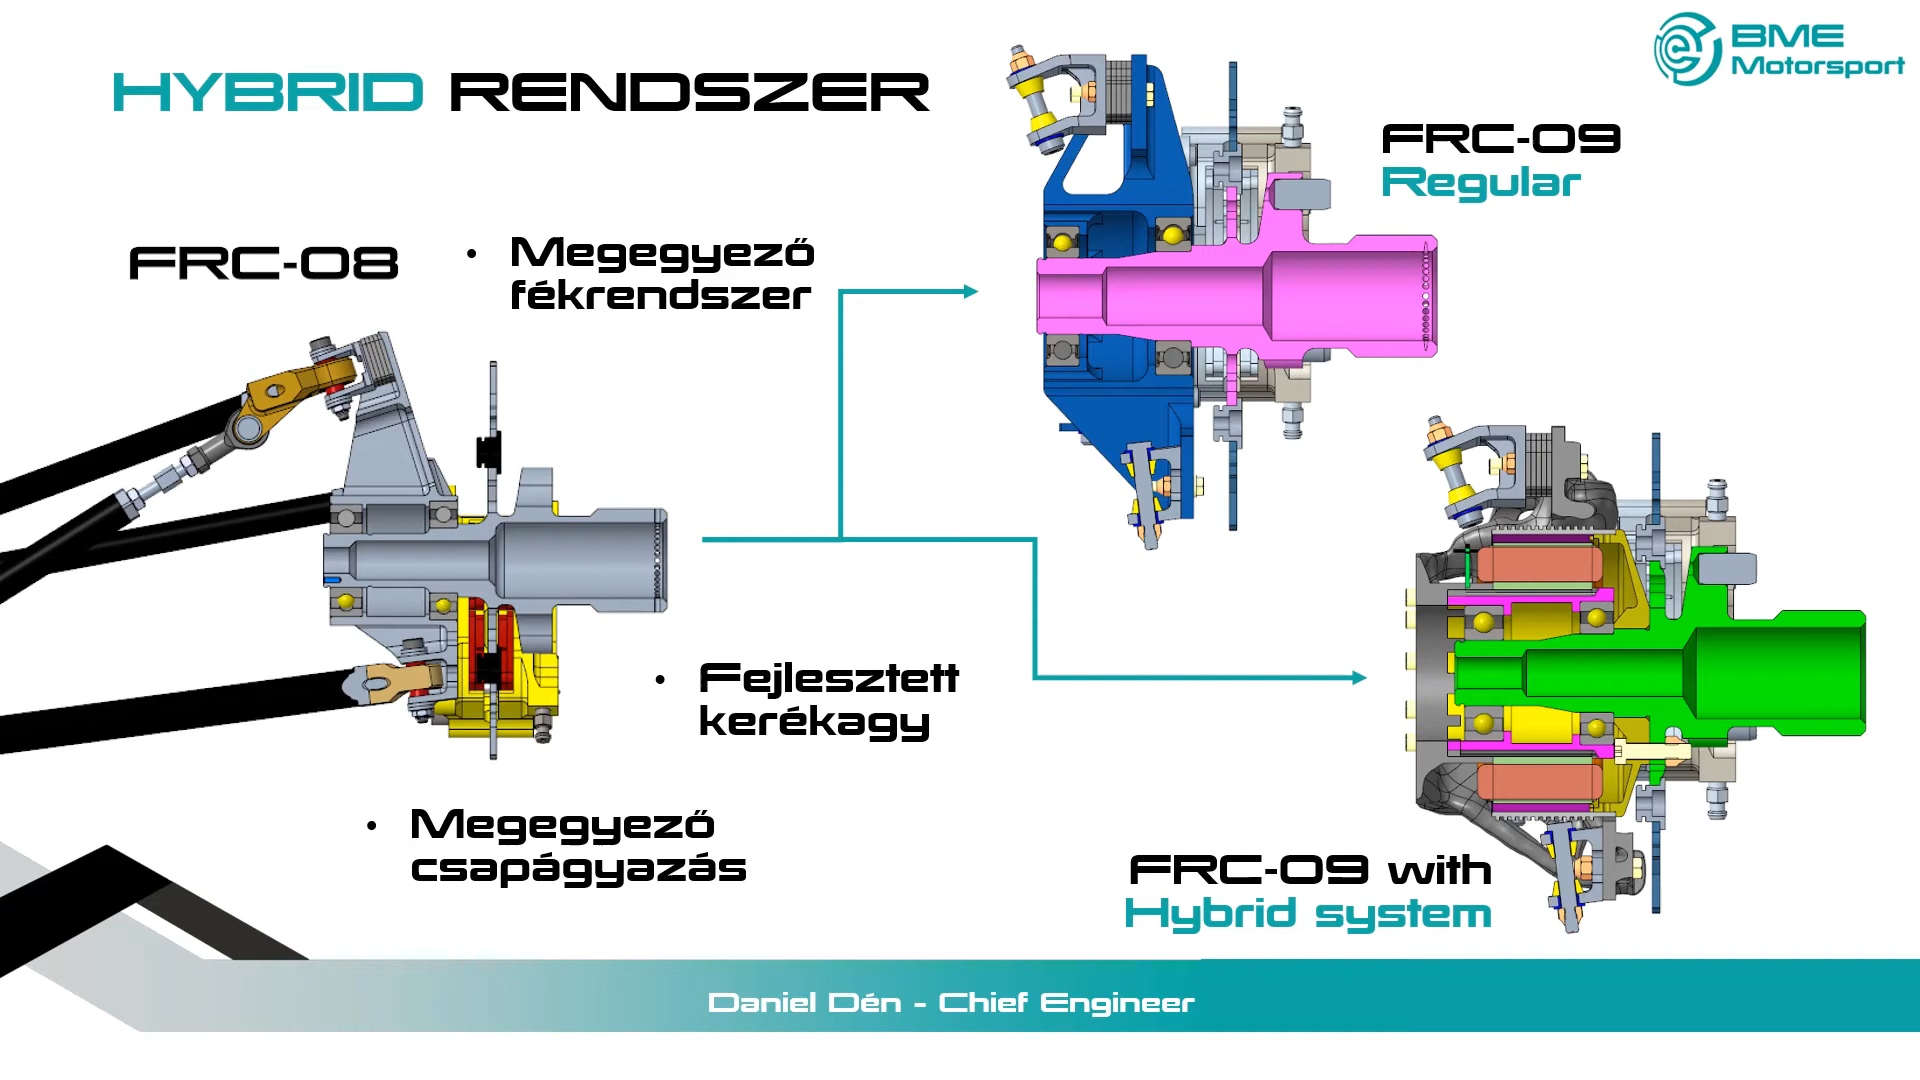 BME
Motorsport
HYBRID RENDSZER
FRC-09
Regular
FRC-08
• Megegyező
fékrendszer
• Fejlesztett
kerékagy
• Megegyező
csapágyazás
FRC-09 with
Hybrid system
Daniel Dén - Chief Engineer